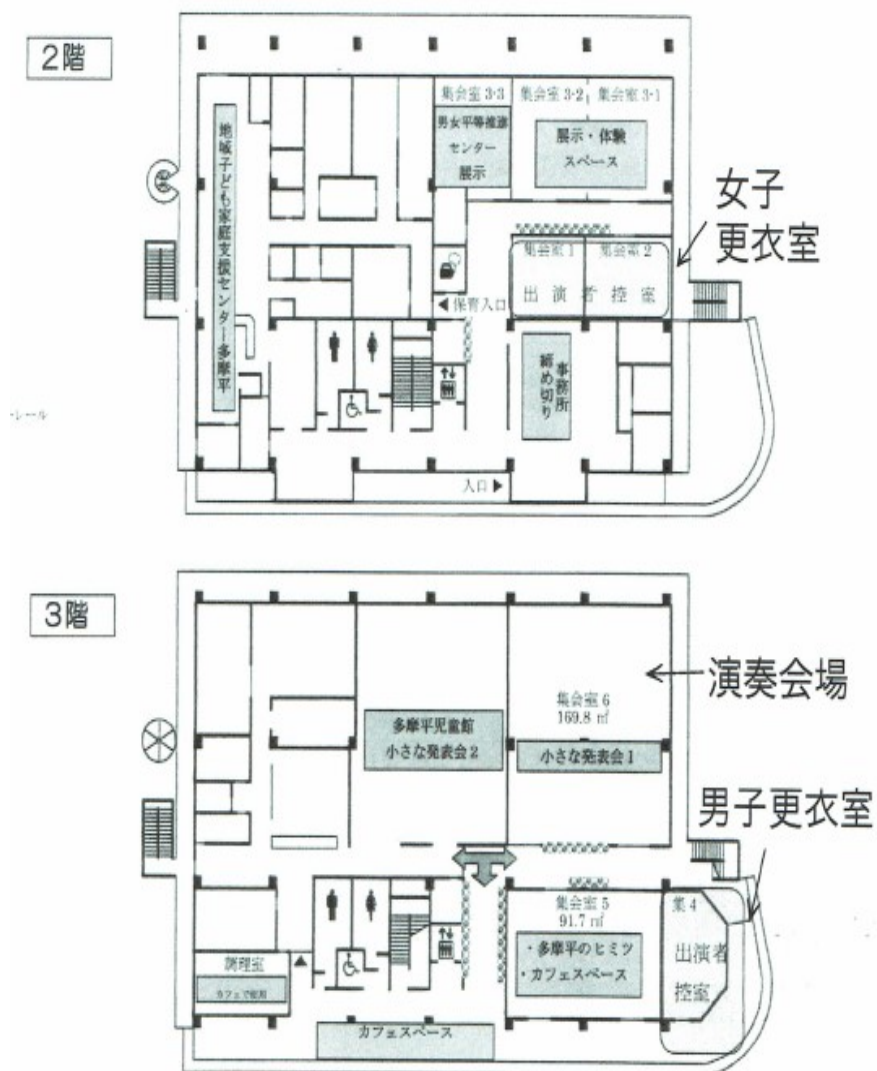 2階
集会室 3·3
集会室 3·2
集会室 3·1
男女平等推進
センター
展示
展示・体験
スペース
地域子ども家庭支援センター多摩平
女子
更衣室
集会室 1
集会室 2
出演者控室
◀保育入口
事務所
締め切り
レール
入口▶
3階
演奏会場
集会室 6
169.8 ㎡
多摩平児童館
小さな発表会 2
小さな発表会 1
男子更衣室
集会室 5
91.7 ㎡
集 4
・多摩平のヒミツ
・カフェスペース
出演者
控室
調理室
カフェで使用
カフェスペース